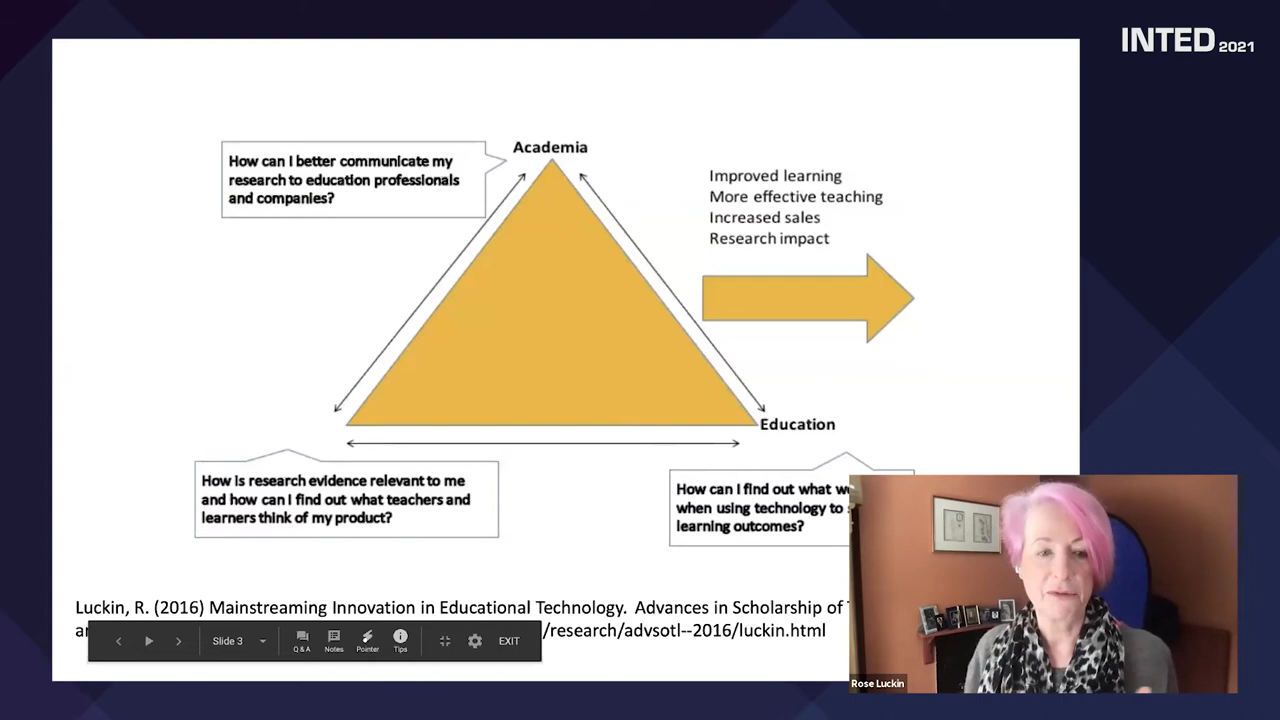 INTED 2021
Academia
How can I better communicate my
research to education professionals
and companies?
Improved learning
More effective teaching
Increased sales
Research impact
Education
How is research evidence relevant to me
and how can I find out what teachers and
learners think of my product?
How can I find out what
when using technology to
learning outcomes?
Luckin, R. (2016) Mainstreaming Innovation in Educational Technology. Advances in Scholarship of
/research/advsotl--2016/luckin.html
Slide 3
Q & A
Notes
Pointer
Tips
EXIT
Rose Luckin